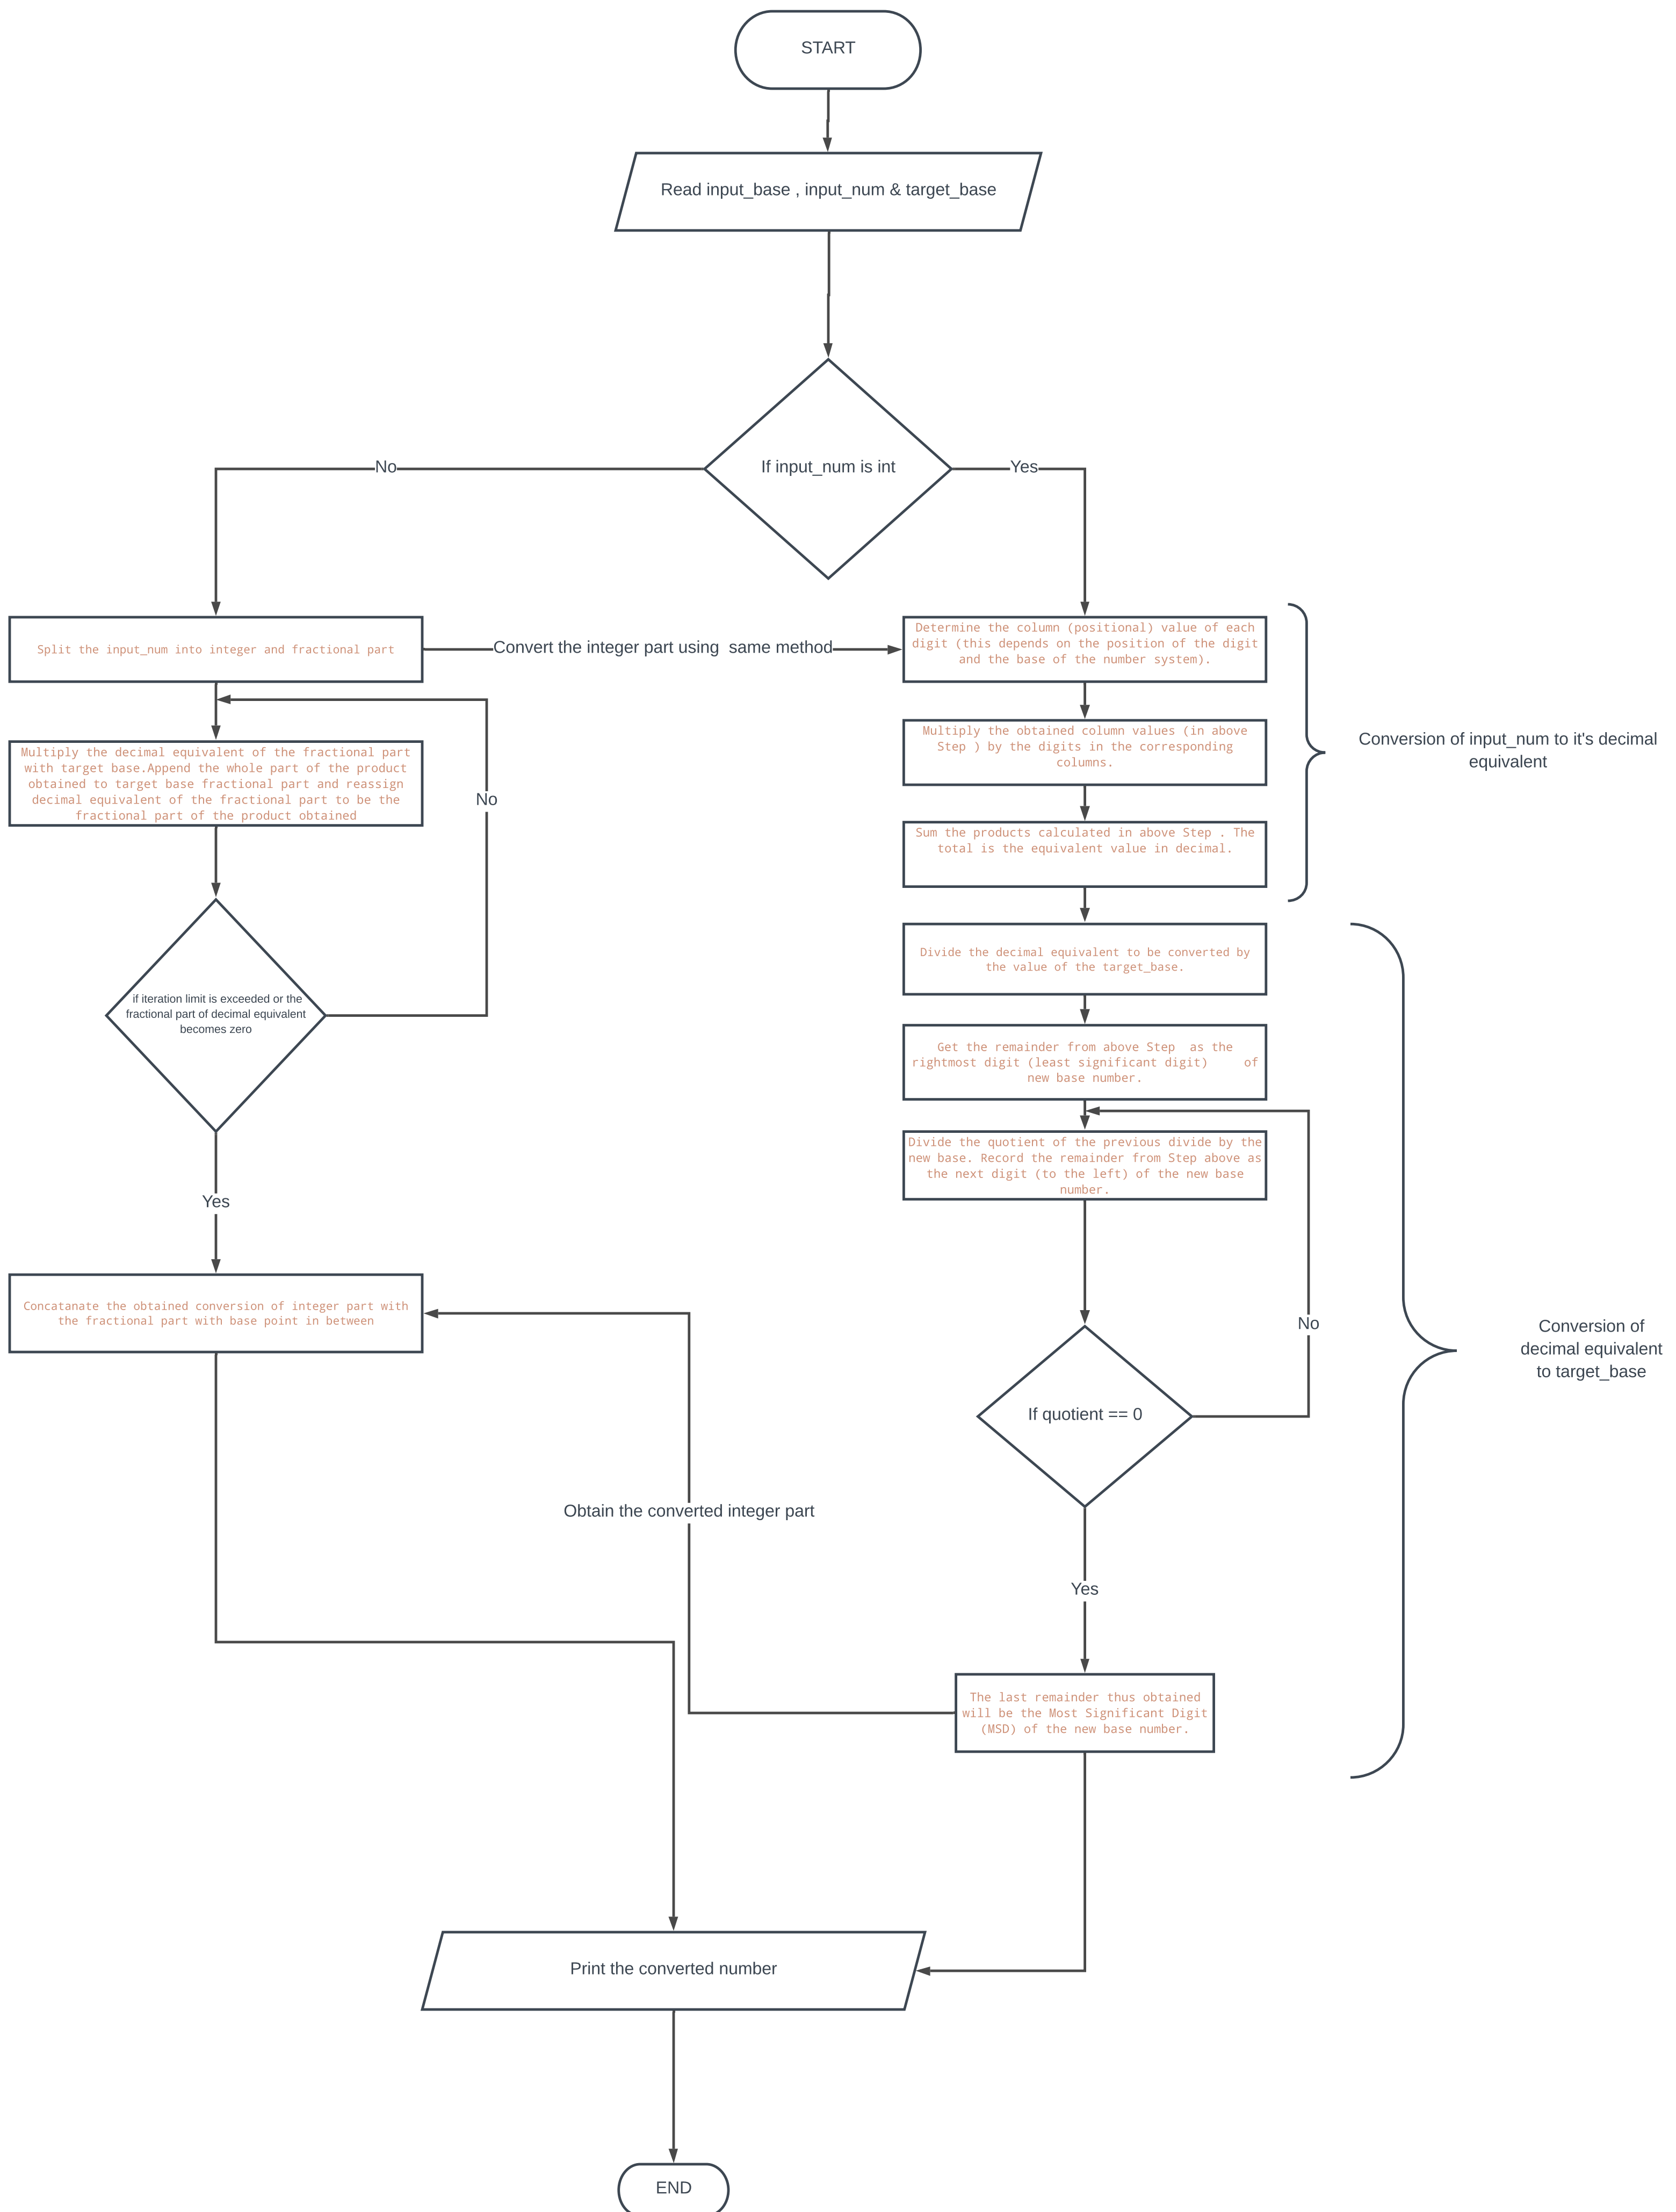 START
Read input_base , input_num & target_base
If input_num is int
No
Yes
Split the input_num into integer and fractional part
Convert the integer part using  same method
Determine the column (positional) value of each
digit (this depends on the position of the digit
and the base of the number system).
Multiply the obtained column values (in above
Step ) by the digits in the corresponding
columns.
Sum the products calculated in above Step . The
total is the equivalent value in decimal.
Conversion of input_num to it's decimal
equivalent
Multiply the decimal equivalent of the fractional part
with target base.Append the whole part of the product
obtained to target base fractional part and reassign
decimal equivalent of the fractional part to be the
fractional part of the product obtained
No
if iteration limit is exceeded or the
fractional part of decimal equivalent
becomes zero
Yes
Divide the decimal equivalent to be converted by
the value of the target_base.
Get the remainder from above Step  as the
rightmost digit (least significant digit)     of
new base number.
Divide the quotient of the previous divide by the
new base. Record the remainder from Step above as
the next digit (to the left) of the new base
number.
Concatanate the obtained conversion of integer part with
the fractional part with base point in between
No
If quotient == 0
Conversion of
decimal equivalent
to target_base
Obtain the converted integer part
Yes
The last remainder thus obtained
will be the Most Significant Digit
(MSD) of the new base number.
Print the converted number
END